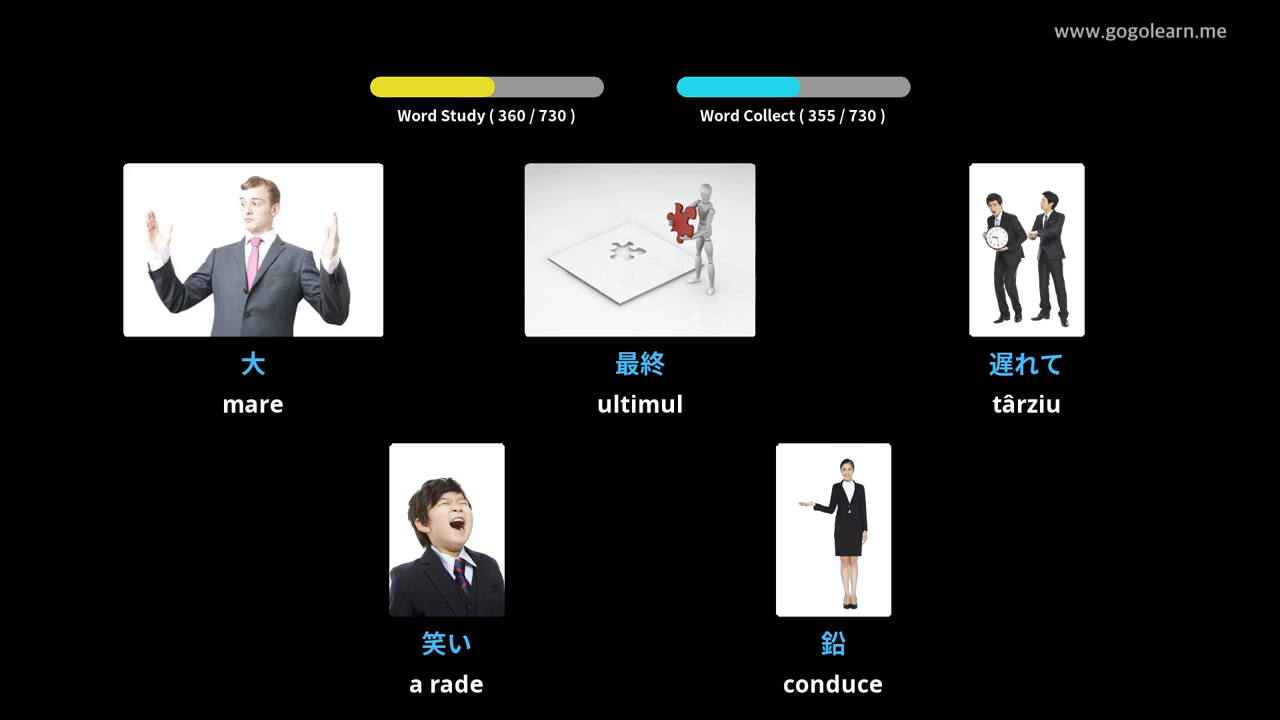 www.gogolearn.me
Word Study ( 360 / 730 )
Word Collect ( 355 / 730 )
大
mare
最終
ultimul
遅れて
târziu
笑い
a rade
鉛
conduce